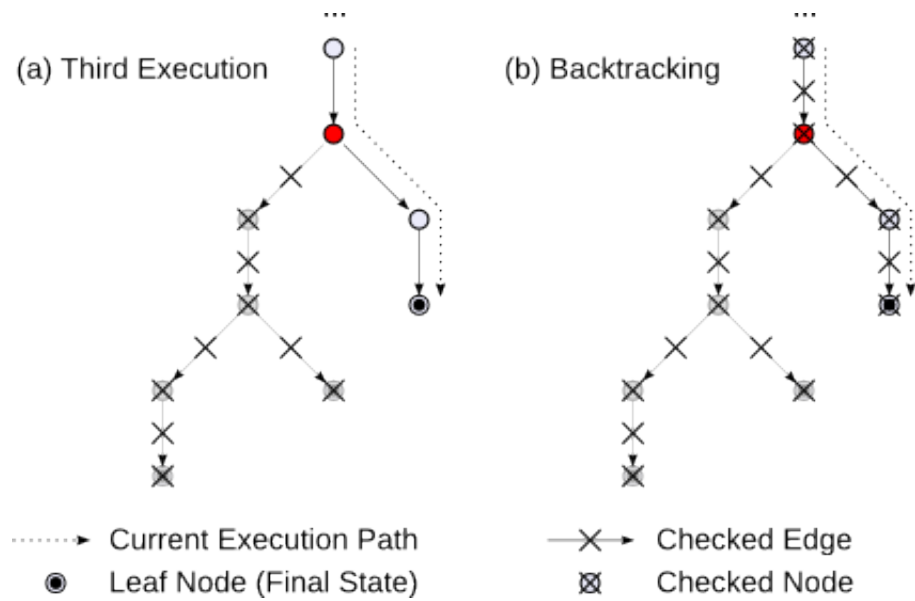 ...
...
(a) Third Execution
(b) Backtracking
Current Execution Path
Checked Edge
Leaf Node (Final State)
Checked Node